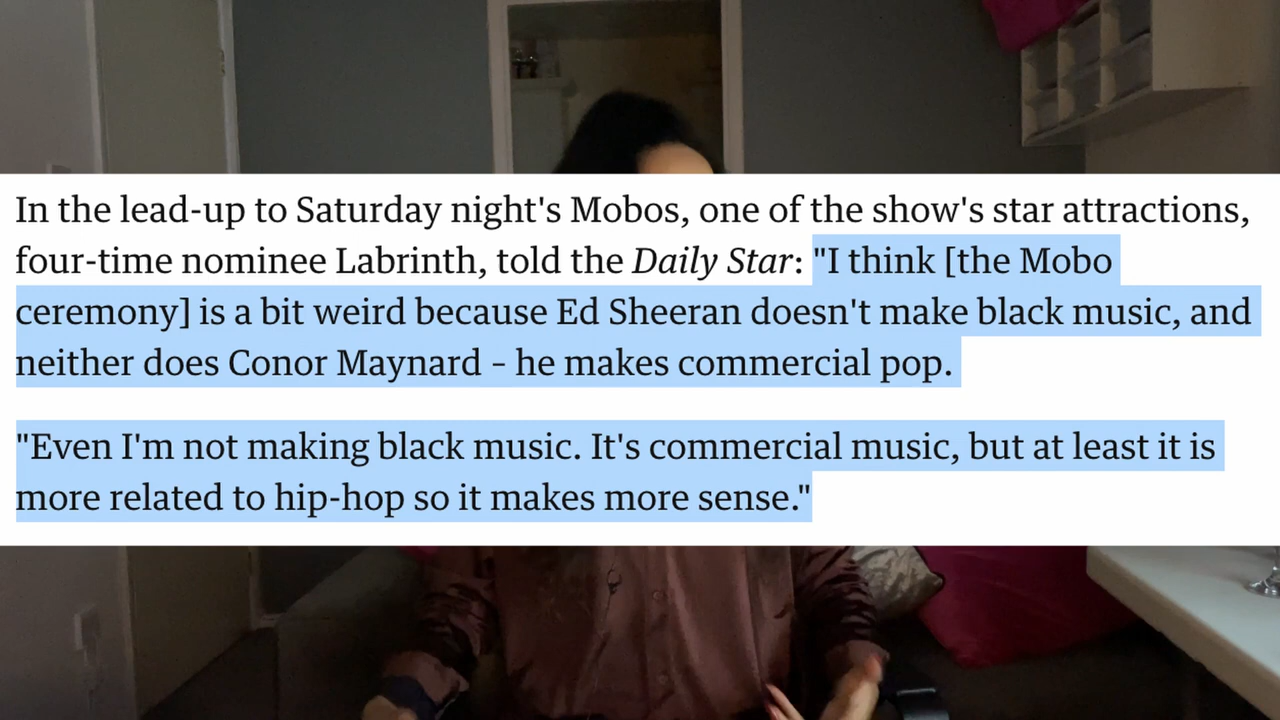 In the lead-up to Saturday night's Mobos, one of the show's star attractions,
four-time nominee Labrinth, told the Daily Star: "I think [the Mobo
ceremony] is a bit weird because Ed Sheeran doesn't make black music, and
neither does Conor Maynard – he makes commercial pop.
"Even I'm not making black music. It's commercial music, but at least it is
more related to hip-hop so it makes more sense."